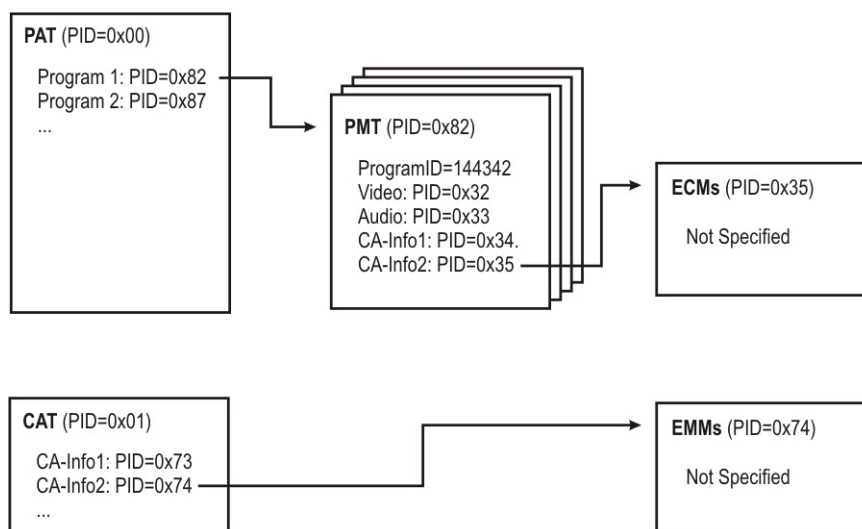 PAT (PID=0x00)
Program 1: PID=0x82
Program 2: PID=0x87
...
PMT (PID=0x82)
ProgramID=144342
Video: PID=0x32
Audio: PID=0x33
CA-Info1: PID=0x34.
CA-Info2: PID=0x35
ECMs (PID=0x35)
Not Specified
CAT (PID=0x01)
CA-Info1: PID=0x73
CA-Info2: PID=0x74
...
EMMs (PID=0x74)
Not Specified